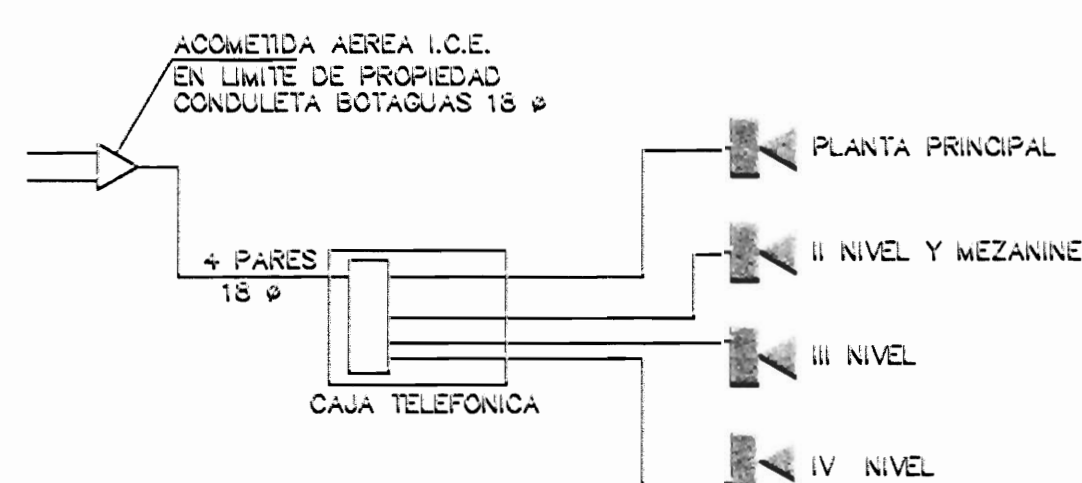 ACOMETIDA AEREA I.C.E.
EN LIMITE DE PROPIEDAD
CONDULETA BOTAGUAS 18 ø
PLANTA PRINCIPAL
II NIVEL Y MEZANINE
4 PARES
18 ø
III NIVEL
CAJA TELEFONICA
IV NIVEL